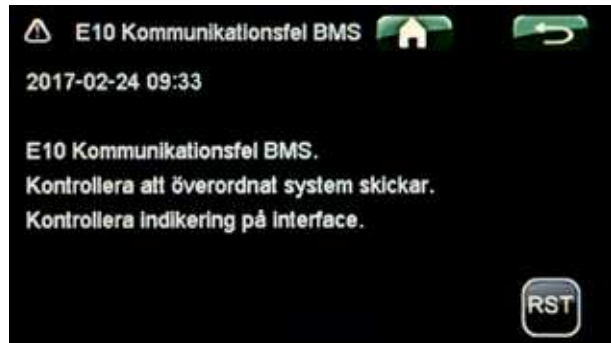 E10 Kommunikationsfel BMS
2017-02-24 09:33
E10 Kommunikationsfel BMS.
Kontrollera att överordnat system skickar.
Kontrollera indikering på interface.
RST